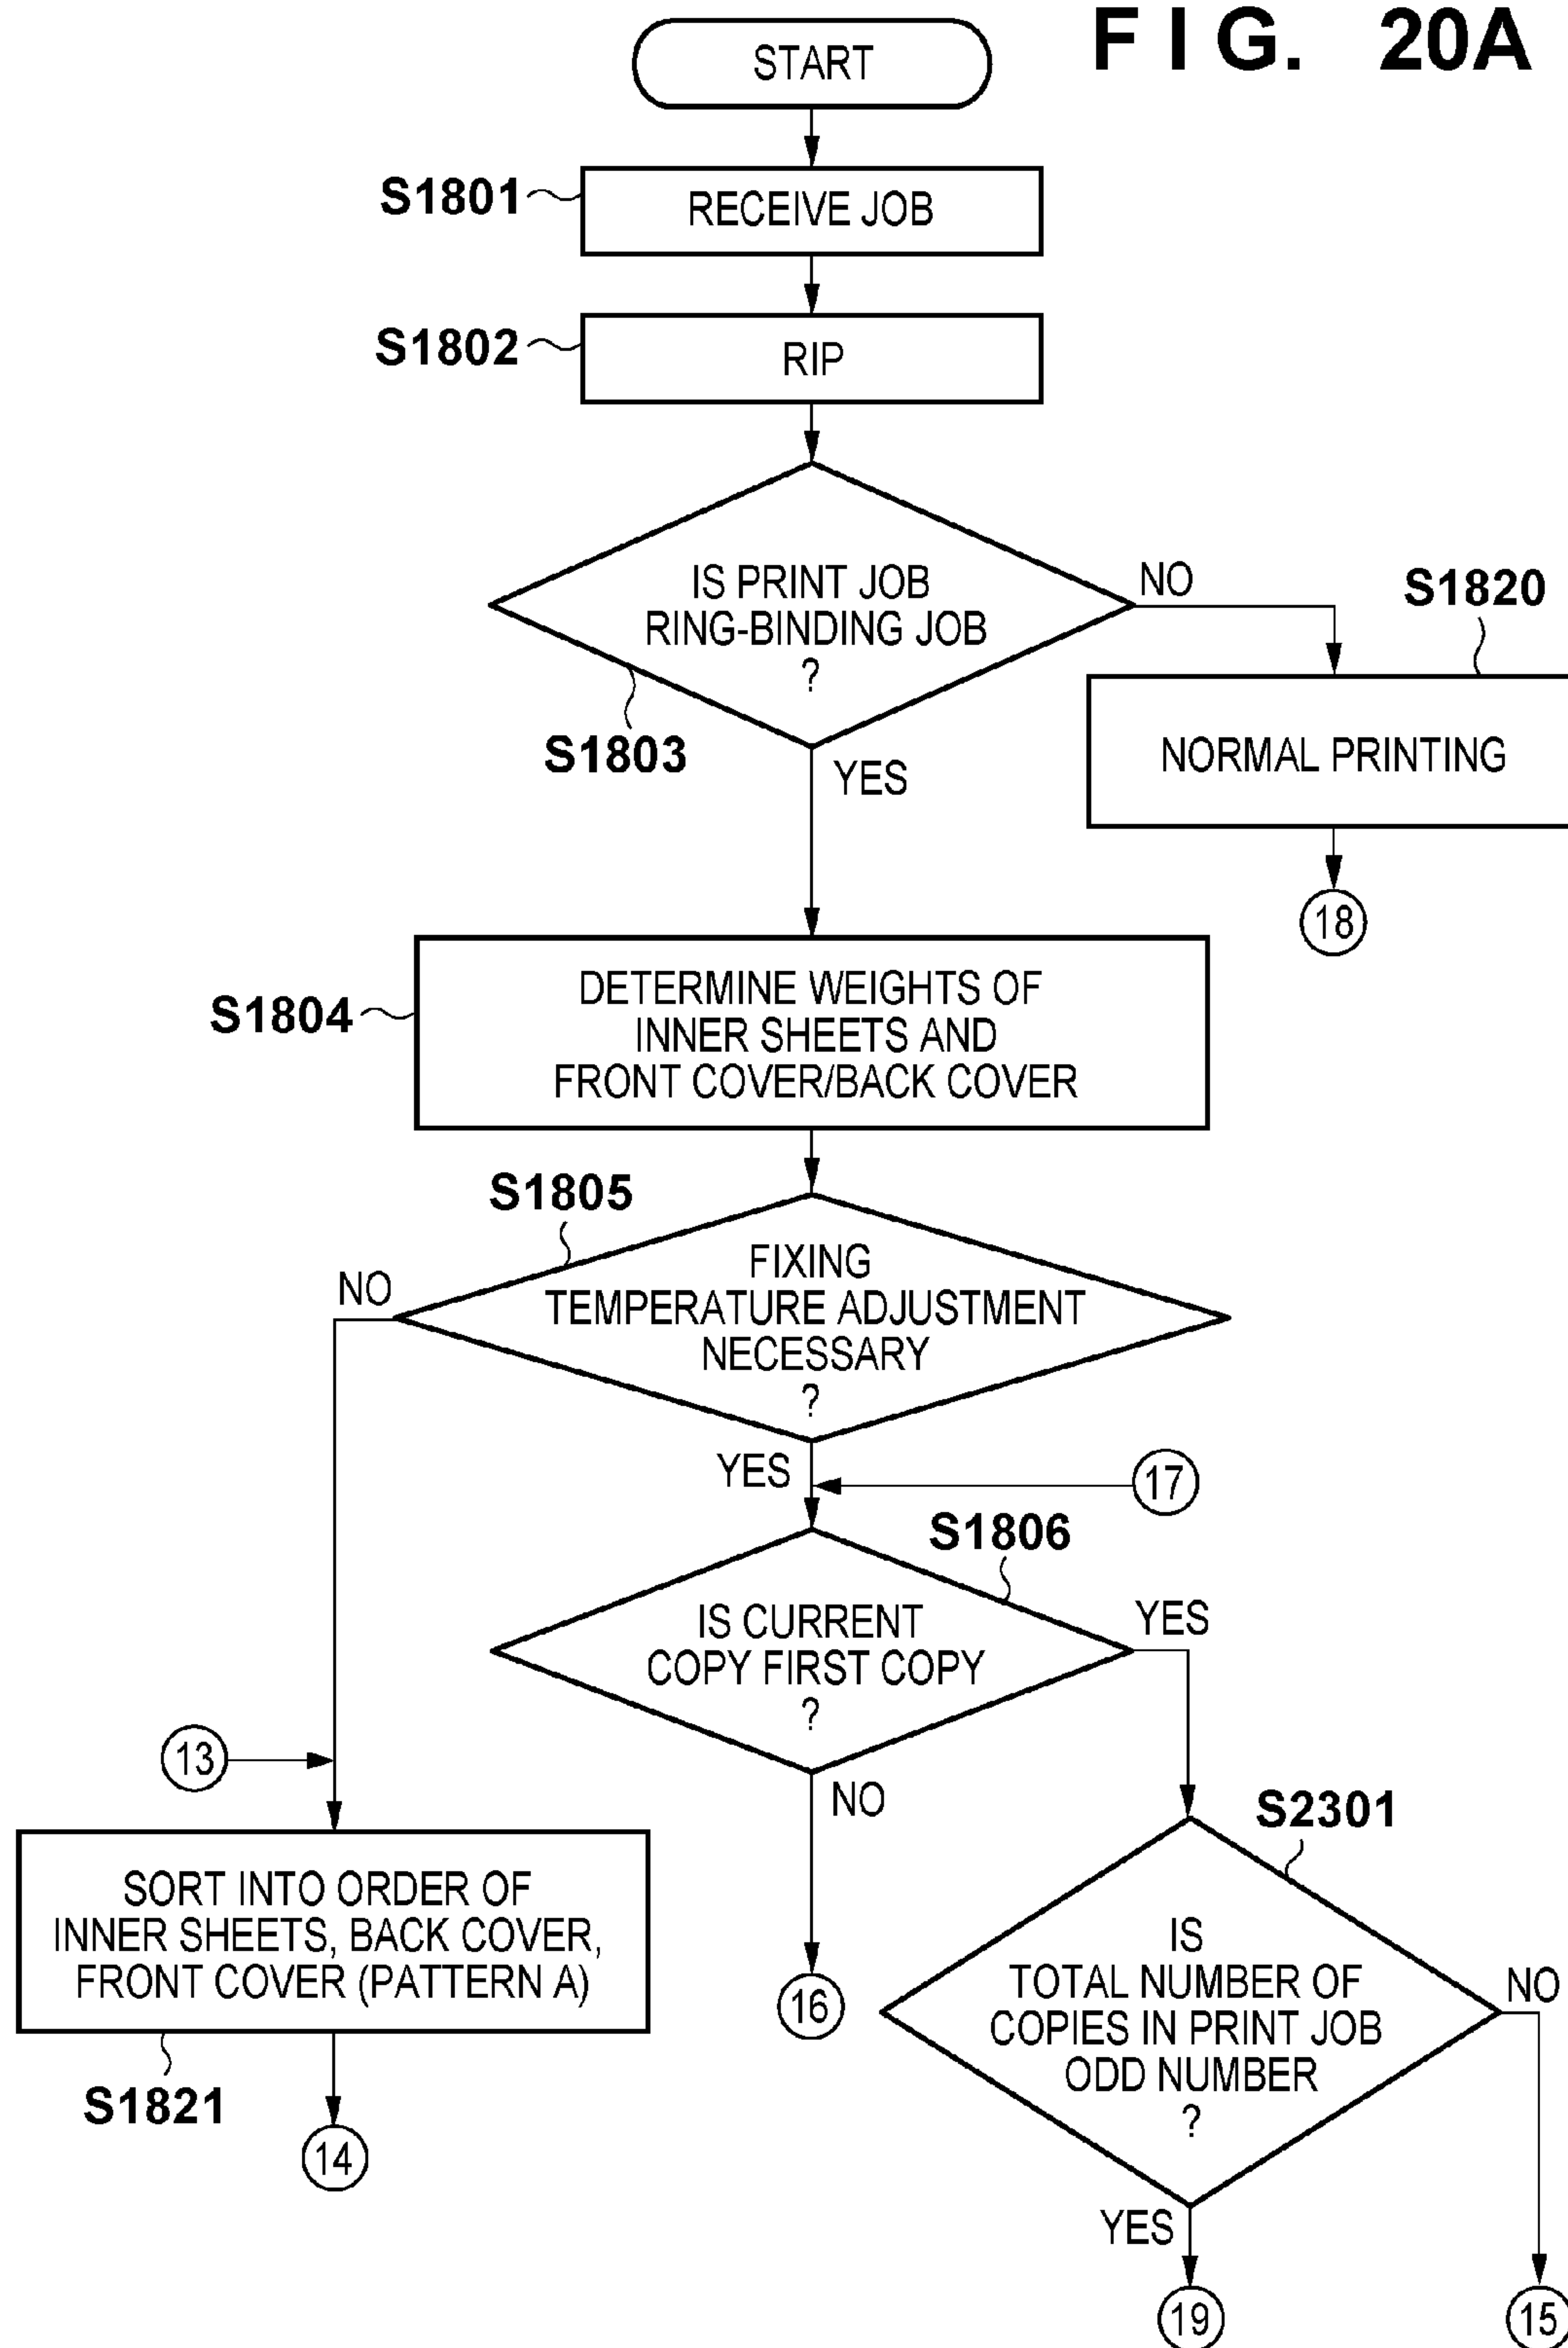 F I G. 20A
START
S1801
RECEIVE JOB
S1802
RIP
IS PRINT JOB
RING-BINDING JOB
?
NO
S1820
S1803
YES
NORMAL PRINTING
18
S1804
DETERMINE WEIGHTS OF
INNER SHEETS AND
FRONT COVER/BACK COVER
S1805
NO
FIXING
TEMPERATURE ADJUSTMENT
NECESSARY
?
YES
17
S1806
IS CURRENT
COPY FIRST COPY
?
YES
13
NO
S2301
SORT INTO ORDER OF
INNER SHEETS, BACK COVER,
FRONT COVER (PATTERN A)
16
IS
TOTAL NUMBER OF
COPIES IN PRINT JOB
ODD NUMBER
?
NO
S1821
14
YES
19
15